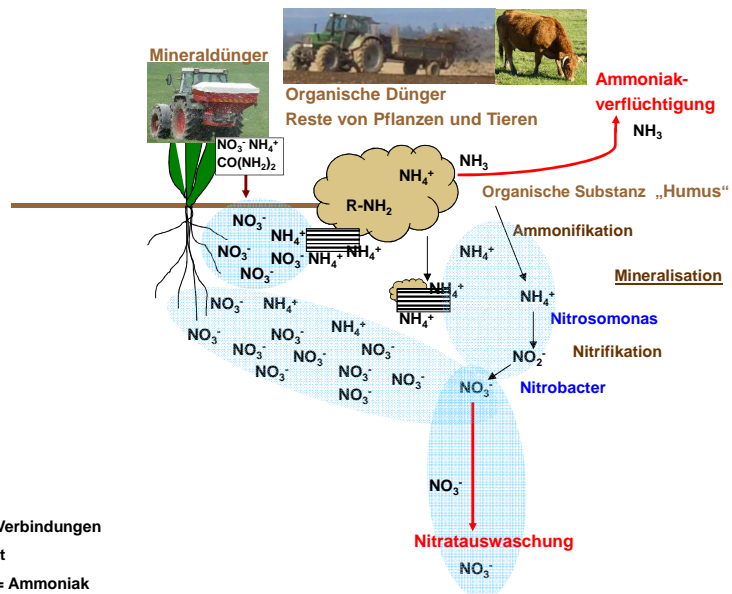 Mineraldünger
Organische Dünger
Reste von Pflanzen und Tieren
Ammoniak-
verflüchtigung
NH₃
NO₃⁻ NH₄⁺
CO(NH₂)₂
NH₃
NH₄⁺
R-NH₂
Organische Substanz „Humus“
NO₃⁻
NH₄⁺
NO₃⁻
NO₃⁻
NH₄⁺
NH₄⁺
NO₃⁻
Ammonifikation
NH₄⁺
Mineralisation
NH₄⁺
NH₄⁺
NH₄⁺
NO₃⁻
NH₄⁺
Nitrosomonas
NO₃⁻
NH₄⁺
NO₃⁻
NO₃⁻
NO₃⁻
NO₂⁻
Nitrifikation
NO₃⁻
NO₃⁻
NO₃⁻
NO₃⁻
NO₃⁻
Nitrobacter
NO₃⁻
Nitratauswaschung
NO₃⁻
Verbindungen
t
= Ammoniak